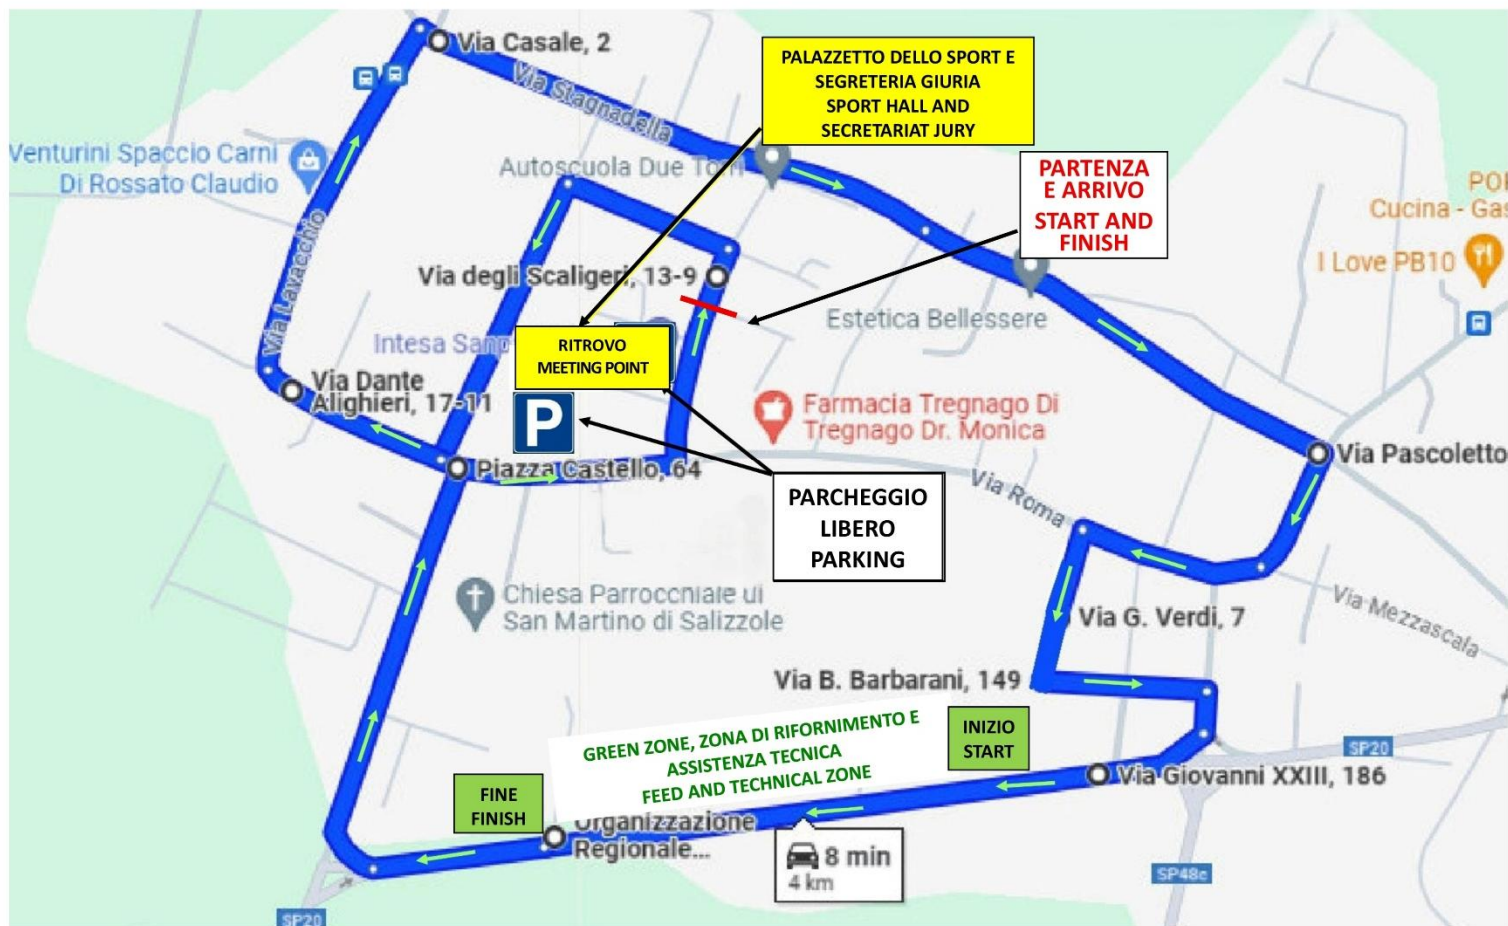 Via Casale, 2
Via Stagnadella
PALAZZETTO DELLO SPORT E
SEGRETERIA GIURIA
SPORT HALL AND
SECRETARIAT JURY
Venturini Spaccio Carni
Di Rossato Claudio
Autoscuola Due Torri
PARTENZA
E ARRIVO
START AND
FINISH
Cucina - Gas
I Love PB10
Via Lavacchio
Via degli Scaligeri, 13-9
Estetica Bellessere
Intesa Sanp
RITROVO
MEETING POINT
P
Via Dante
Alighieri, 17-11
Farmacia Tregnago Di
Tregnago Dr. Monica
Piazza Castello, 64
Via Pascoletto
Via Roma
PARCHEGGIO
LIBERO
PARKING
Chiesa Parrocchiale di
San Martino di Salizzole
Via G. Verdi, 7
Via Mezzascala
Via B. Barbarani, 149
GREEN ZONE, ZONA DI RIFORNIMENTO E
ASSISTENZA TECNICA
FEED AND TECHNICAL ZONE
INIZIO
START
SP20
Via Giovanni XXIII, 186
FINE
FINISH
Organizzazione
Regionale...
8 min
4 km
SP48c
SP20